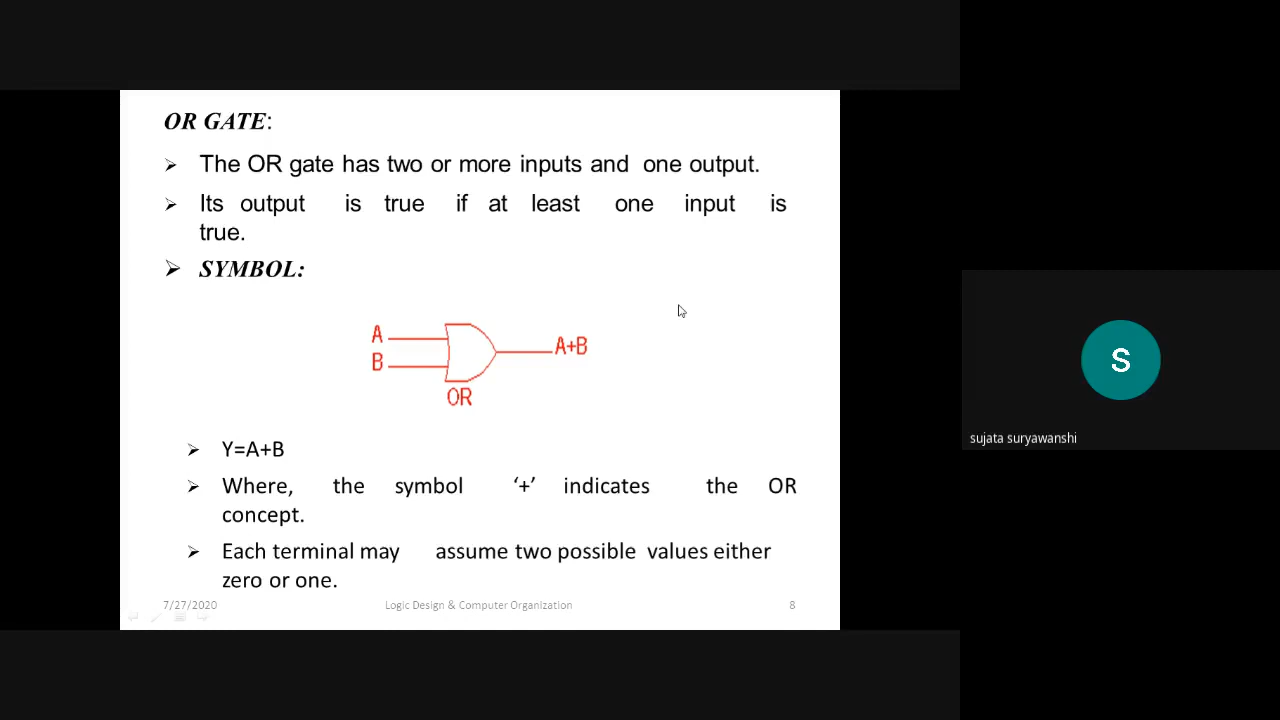 OR GATE:
➢ The OR gate has two or more inputs and one output.
➢ Its output is true if at least one input is
true.
➢ SYMBOL:
A
B
A+B
OR
➢ Y=A+B
➢ Where, the symbol ‘+’ indicates the OR
concept.
➢ Each terminal may assume two possible values either
zero or one.
7/27/2020 Logic Design & Computer Organization 8
S
sujata suryawanshi